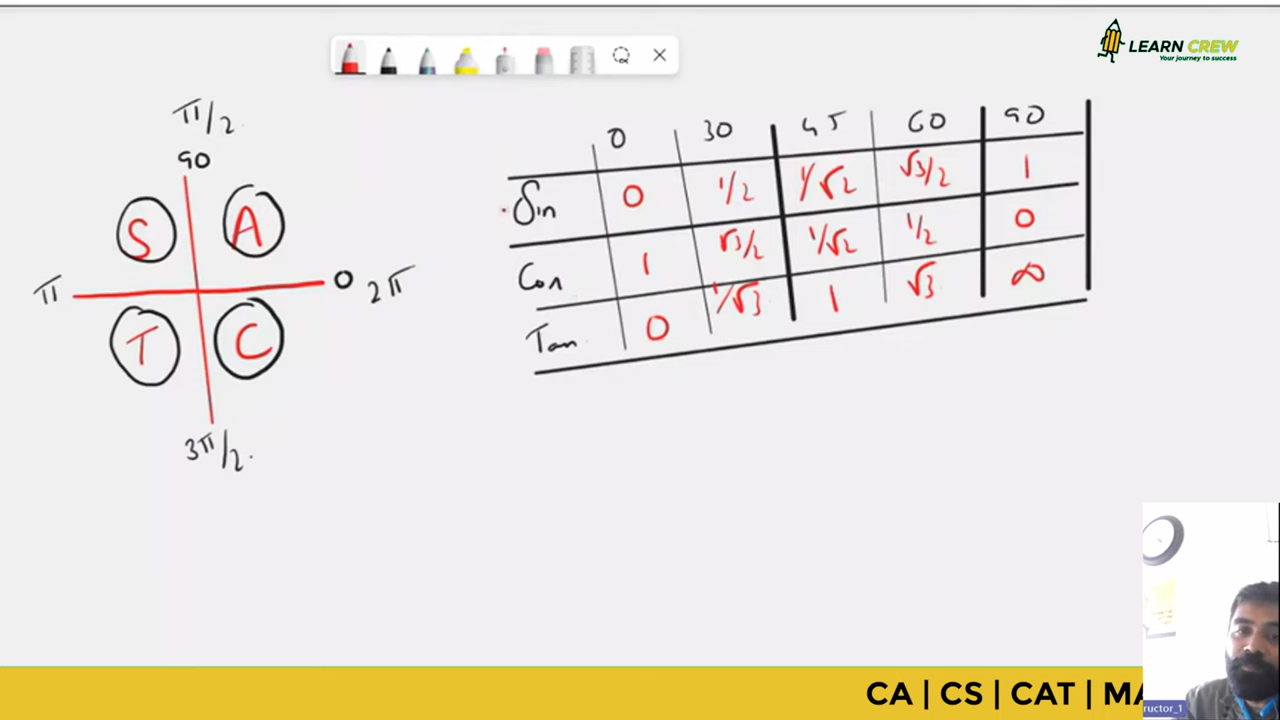 LEARN CREW
Your journey to success
π/2
90
S A
π 0 2π
T C
3π/2
0 30 45 60 90
Sin 0 1/2 1/√2 √3/2 1
Cos 1 √3/2 1/√2 1/2 0
Tan 0 1/√3 1 √3 ∞
CA | CS | CAT | MA
ructor_1